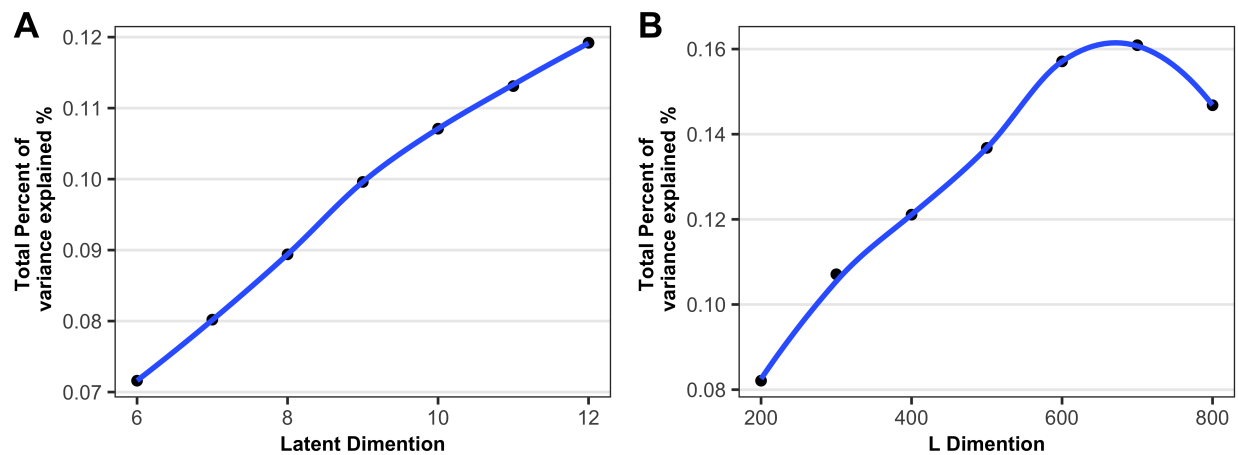 A
Total Percent of
variance explained %
0.12
0.11
0.10
0.09
0.08
0.07
6 8 10 12
Latent Dimention
B
Total Percent of
variance explained %
0.16
0.14
0.12
0.10
0.08
200 400 600 800
L Dimention